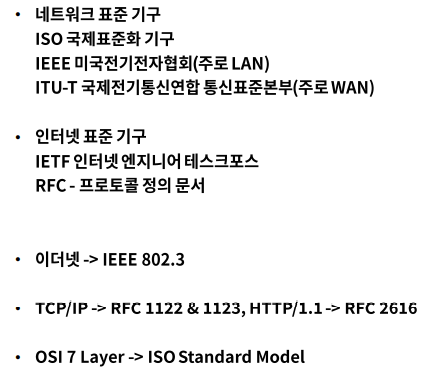 • 네트워크 표준 기구
ISO 국제표준화 기구
IEEE 미국전기전자협회(주로 LAN)
ITU-T 국제전기통신연합 통신표준본부(주로 WAN)
• 인터넷 표준 기구
IETF 인터넷 엔지니어 테스크포스
RFC - 프로토콜 정의 문서
• 이더넷 -> IEEE 802.3
• TCP/IP -> RFC 1122 & 1123, HTTP/1.1 -> RFC 2616
• OSI 7 Layer -> ISO Standard Model